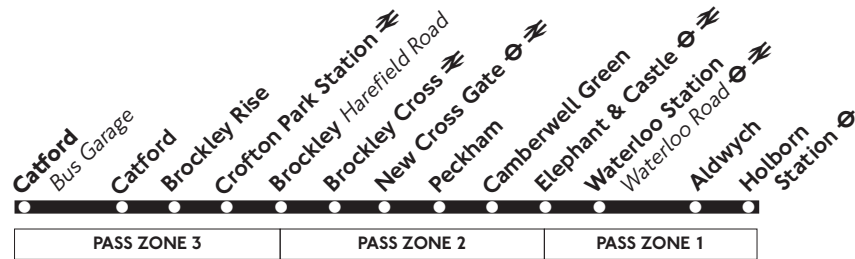 Catford
Bus Garage
Catford
Brockley Rise
Crofton Park Station
Brockley Harefield Road
Brockley Cross
New Cross Gate
Peckham
Camberwell Green
Elephant & Castle
Waterloo Station
Waterloo Road
Aldwych
Holborn
Station
PASS ZONE 3
PASS ZONE 2
PASS ZONE 1